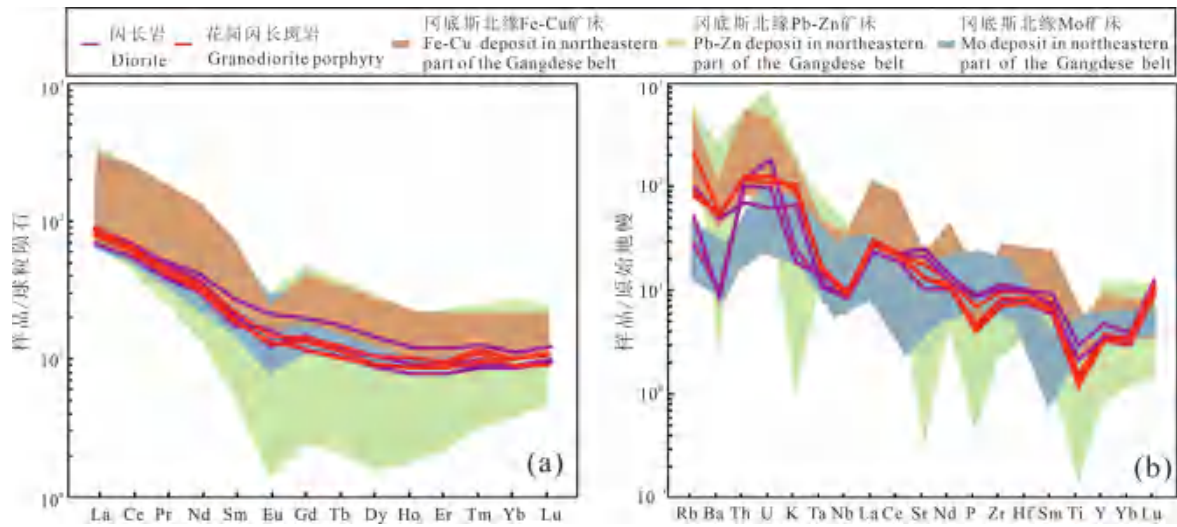 闪长岩
Diorite
花岗闪长斑岩
Granodiorite porphyty
冈底斯北缘Fe-Cu矿床
Fe-Cu deposit in northeastern
part of the Gangdese belt
冈底斯北缘Pb-Zn矿床
Pb-Zn deposit in northeastern
part of the Gangdese belt
冈底斯北缘Mo矿床
Mo deposit in northeastern
part of the Gangdese belt
样品/球粒陨石
10²
10⁰
(a)
La Ce Pr Nd Sm Eu Gd Tb Dy Ho Er Tm Yb Lu
样品/原始地幔
10²
10¹
10⁰
(b)
Rb Ba Th U K Ta Nb La Ce Sr Nd P Zr Hf Sm Ti Y Yb Lu